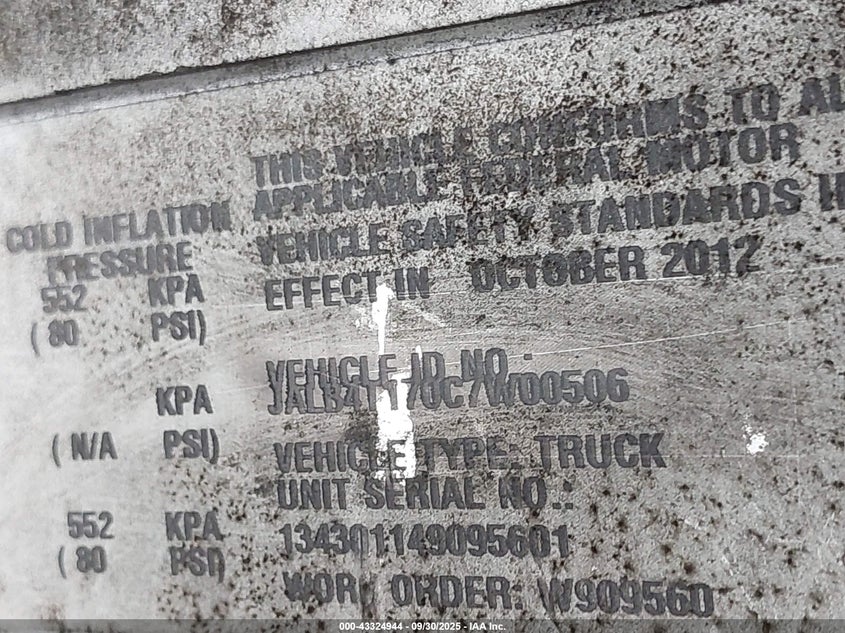 THIS VEHICLE CONFORMS TO AL
APPLICABLE FEDERAL MOTOR
VEHICLE SAFETY STANDARDS I
EFFECT IN OCTOBER 2012
COLD INFLATION
PRESSURE
552 KPA
(80 PSI)
KPA
(N/A PSI)
552 KPA
(80 PSI)
VEHICLE ID NO.:
VEHICLE TYPE: TRUCK
UNIT SERIAL NO.:
134301149095601
WOR ORDER: W909560
000-43324944 - 09/30/2025 - IAA Inc.